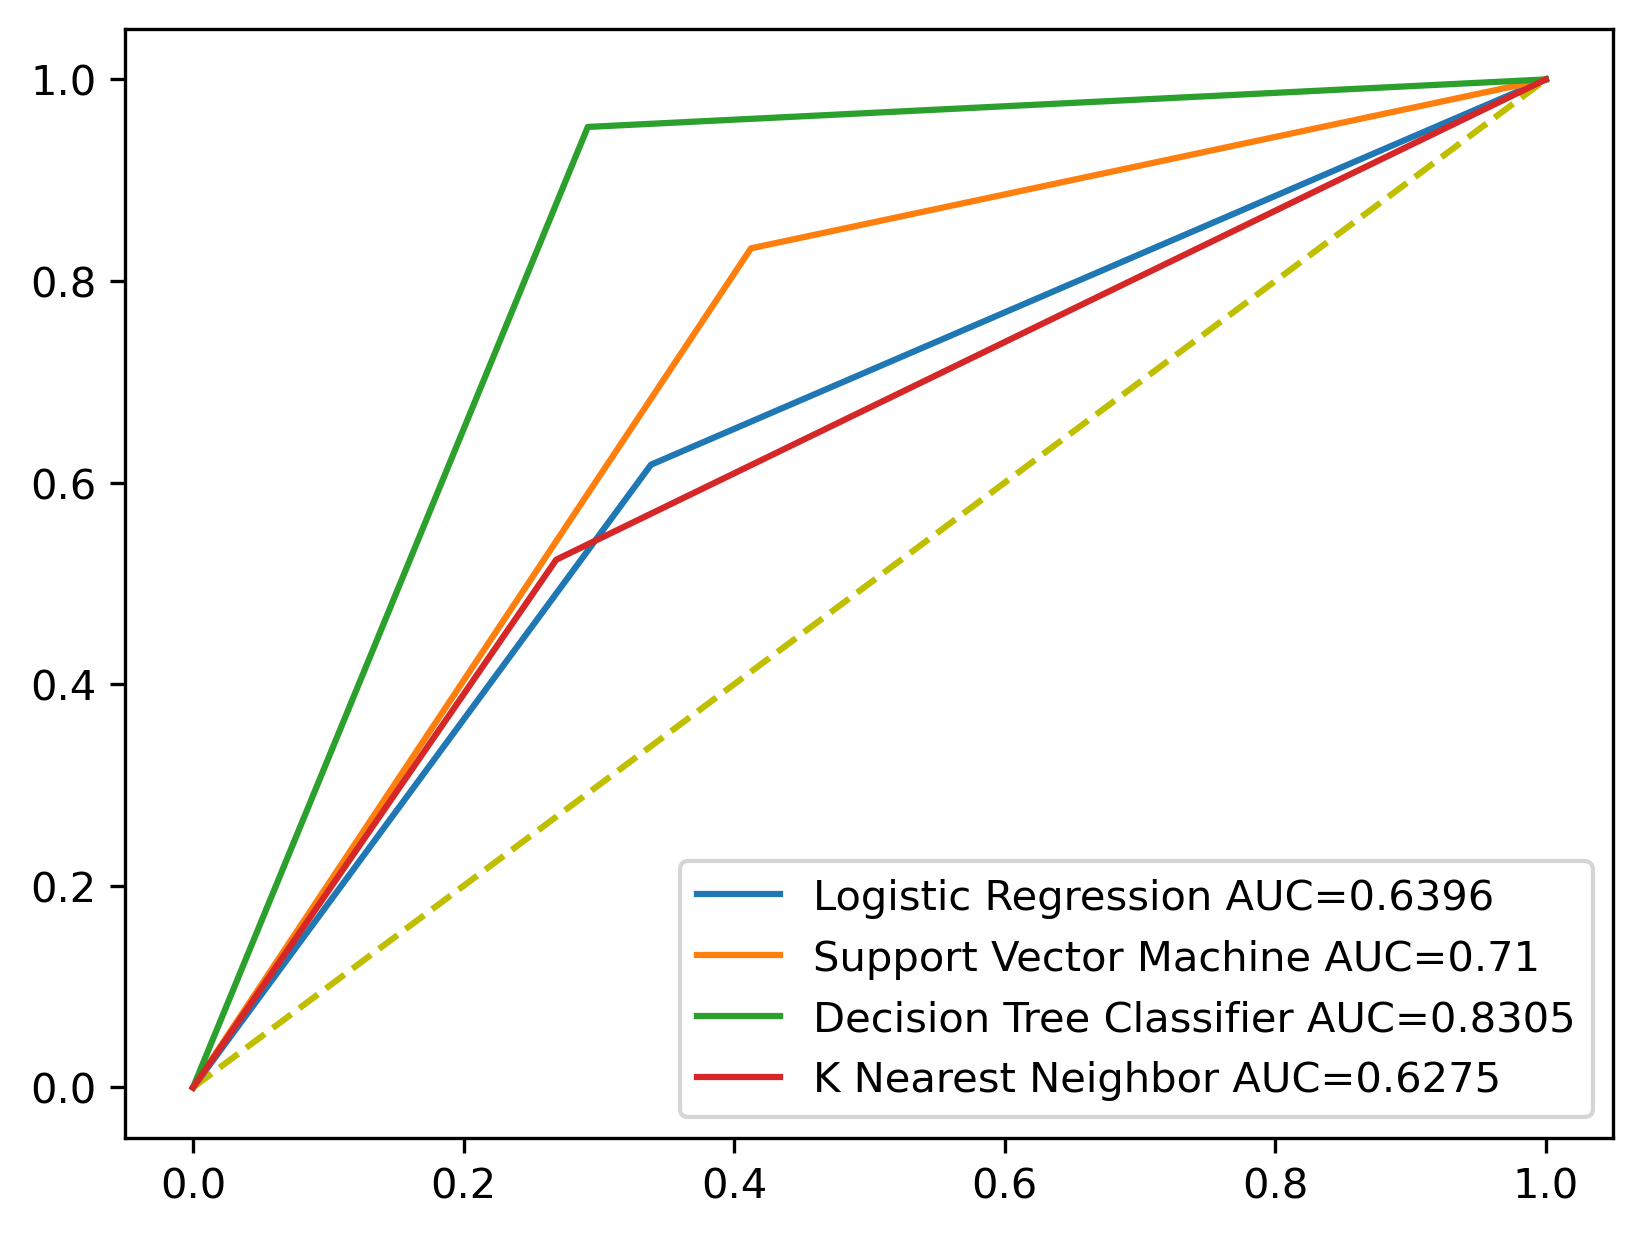 1.0
0.8
0.6
0.4
0.2
0.0
Logistic Regression AUC=0.6396
Support Vector Machine AUC=0.71
Decision Tree Classifier AUC=0.8305
K Nearest Neighbor AUC=0.6275
0.0 0.2 0.4 0.6 0.8 1.0